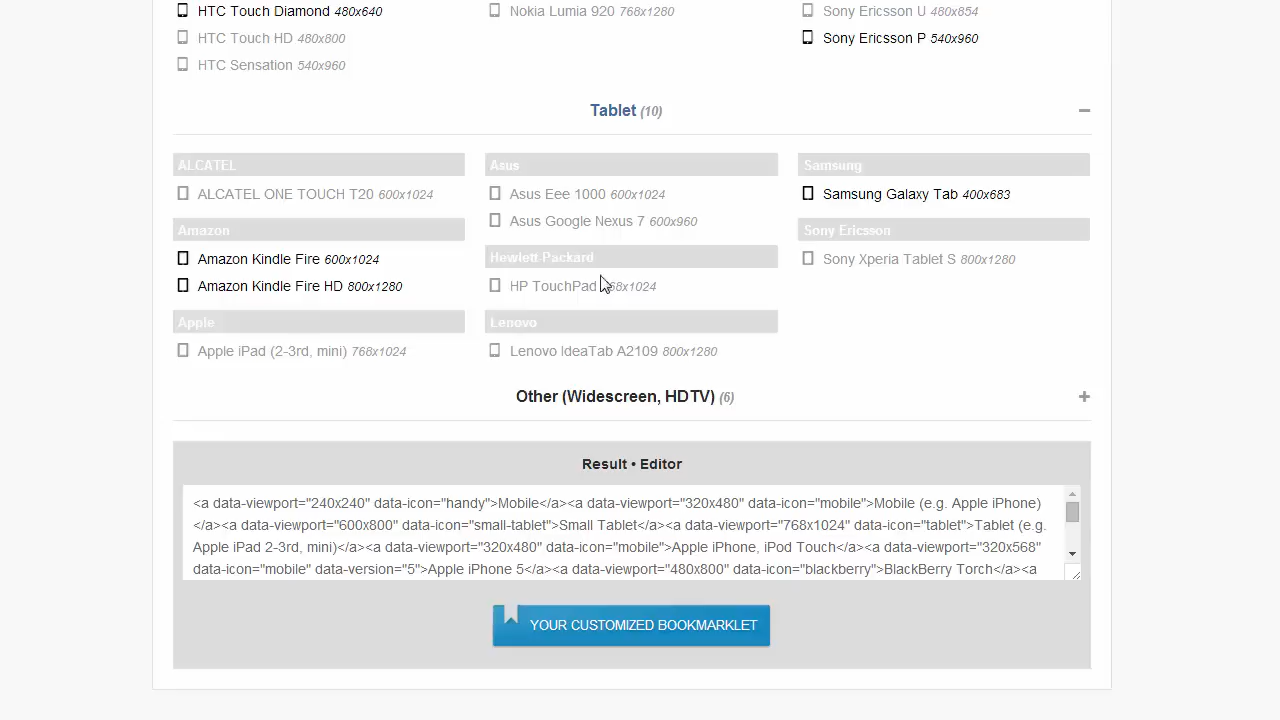 HTC Touch Diamond 480x640
HTC Touch HD 480x800
HTC Sensation 540x960
Nokia Lumia 920 768x1280
Sony Ericsson U 480x854
Sony Ericsson P 540x960
Tablet (10)
ALCATEL
ALCATEL ONE TOUCH T20 600x1024
Amazon
Amazon Kindle Fire 600x1024
Amazon Kindle Fire HD 800x1280
Apple
Apple iPad (2-3rd, mini) 768x1024
Asus
Asus Eee 1000 600x1024
Asus Google Nexus 7 600x960
Hewlett-Packard
HP TouchPad 768x1024
Lenovo
Lenovo IdeaTab A2109 800x1280
Samsung
Samsung Galaxy Tab 400x683
Sony Ericsson
Sony Xperia Tablet S 800x1280
Other (Widescreen, HDTV) (6)
Result • Editor
<a data-viewport="240x240" data-icon="handy">Mobile</a><a data-viewport="320x480" data-icon="mobile">Mobile (e.g. Apple iPhone)
</a><a data-viewport="600x800" data-icon="small-tablet">Small Tablet</a><a data-viewport="768x1024" data-icon="tablet">Tablet (e.g.
Apple iPad 2-3rd, mini)</a><a data-viewport="320x480" data-icon="mobile">Apple iPhone, iPod Touch</a><a data-viewport="320x568"
data-icon="mobile" data-version="5">Apple iPhone 5</a><a data-viewport="480x800" data-icon="blackberry">BlackBerry Torch</a><a
YOUR CUSTOMIZED BOOKMARKLET